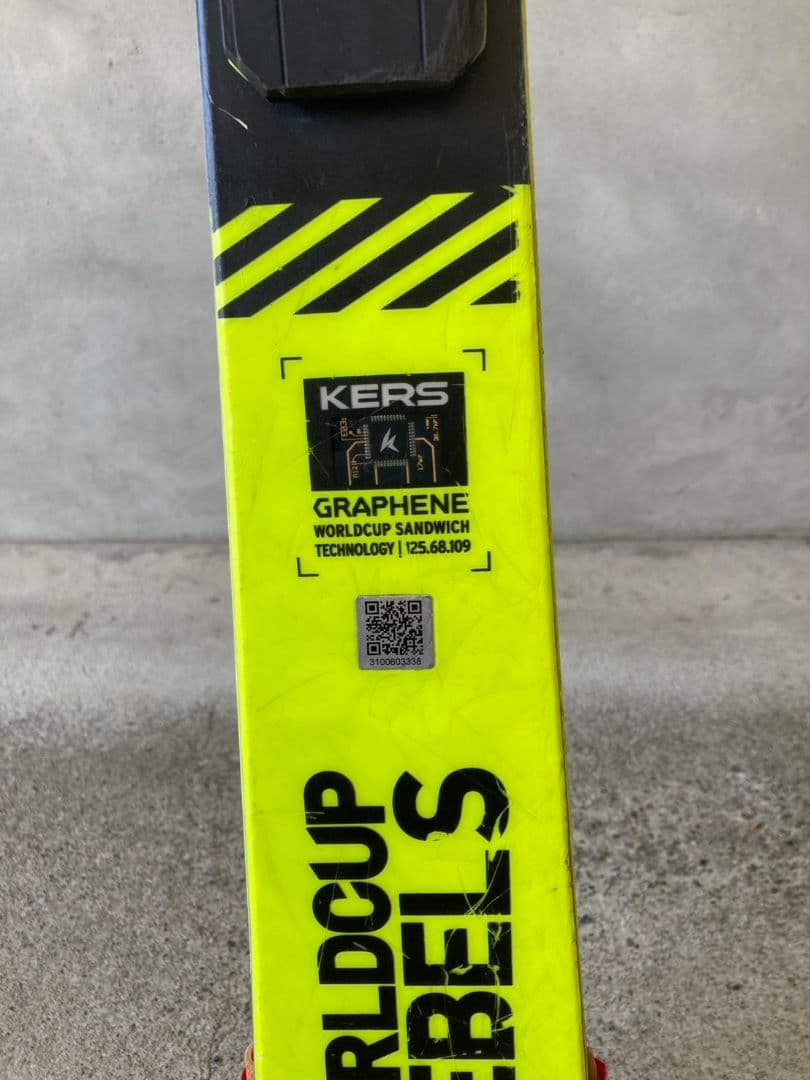 KERS
GRAPHENE
WORLDCUP SANDWICH
TECHNOLOGY | 125.68.109
3100603338
RLDCUP
EBELS